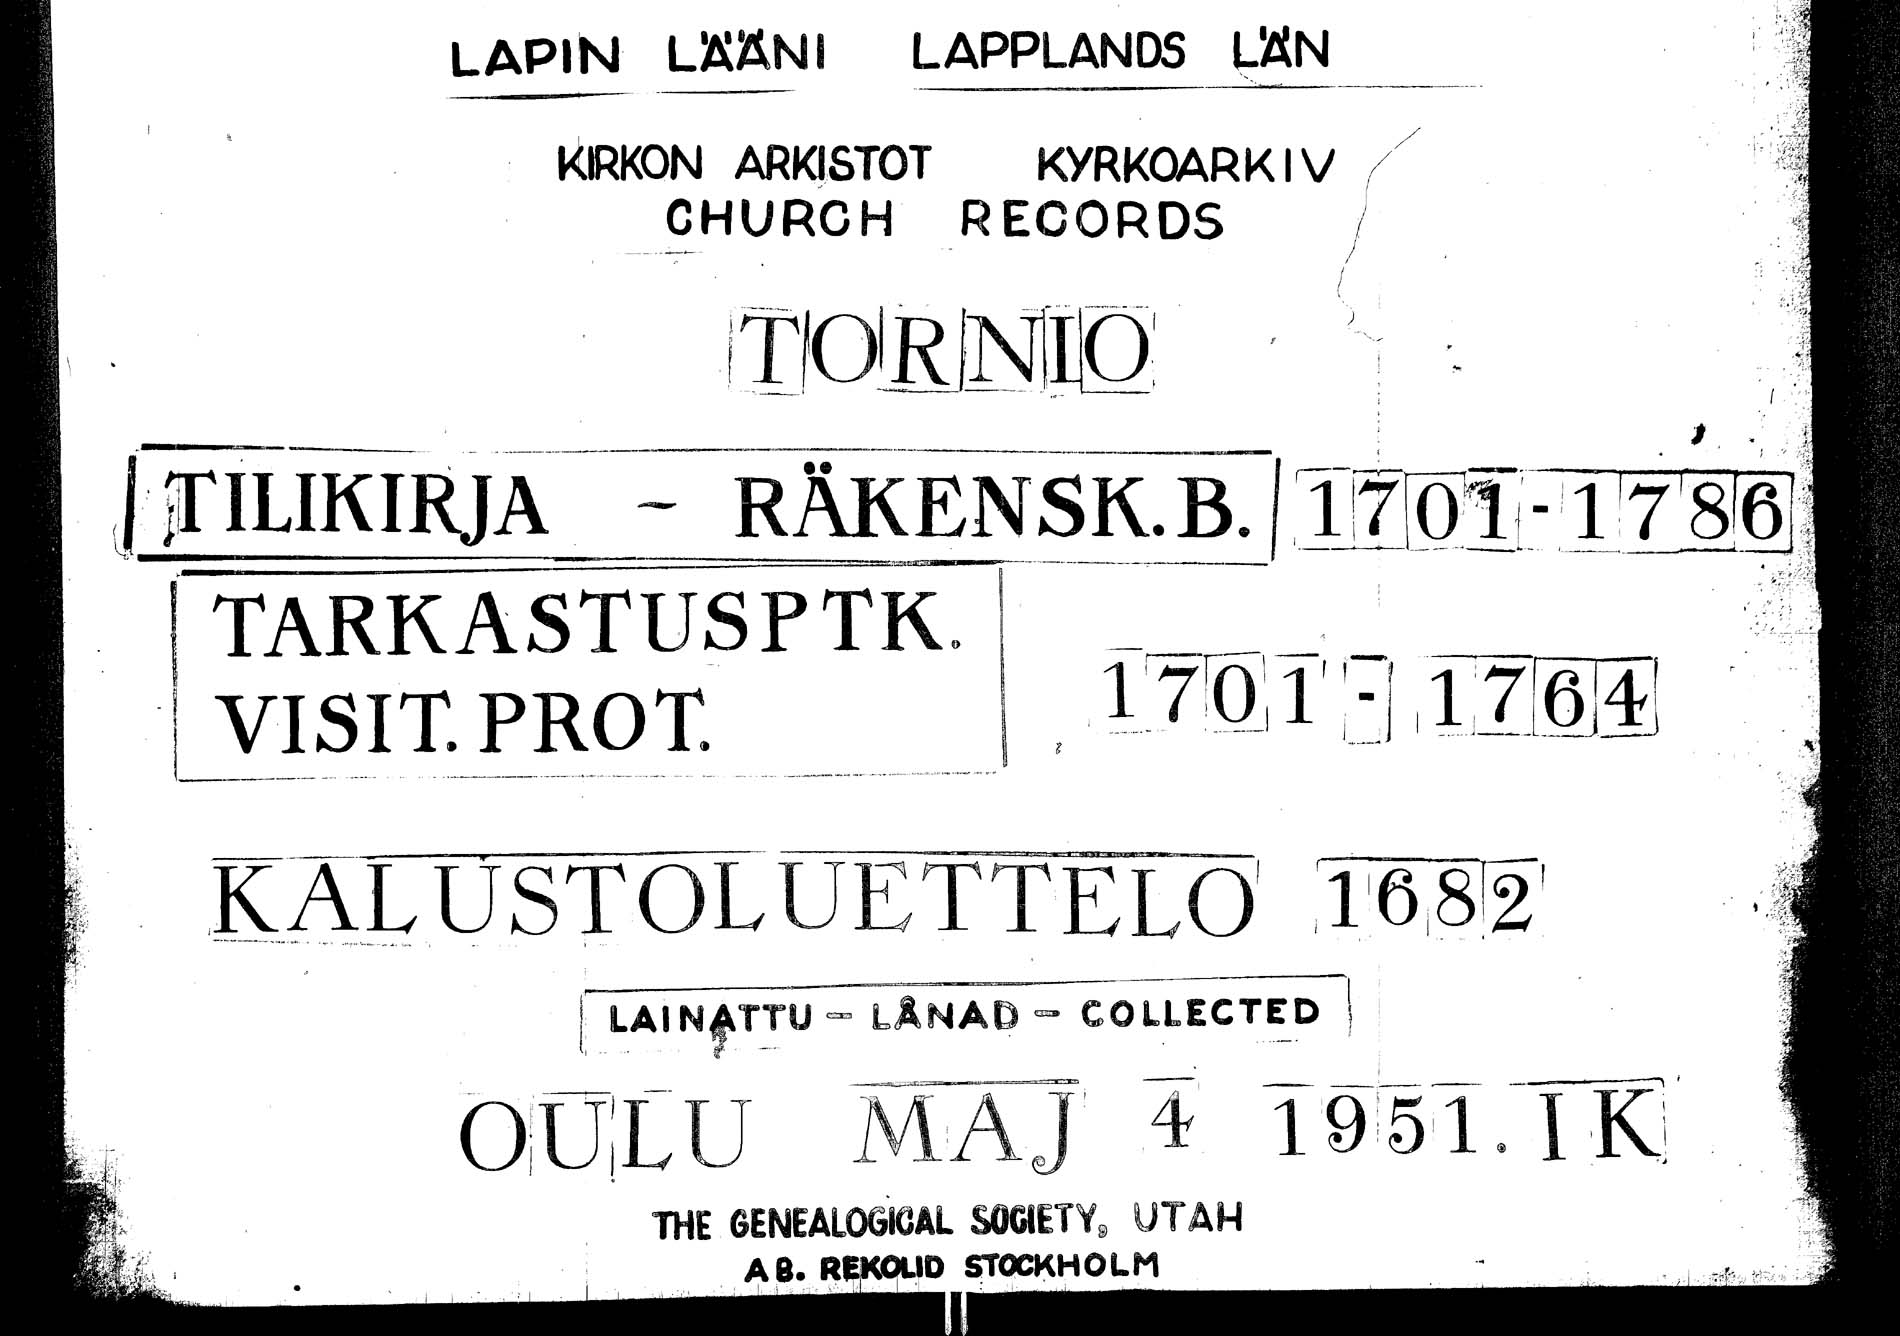 LAPIN LÄÄNI LAPPLANDS LÄN
KIRKON ARKISTOT KYRKOARKIV
CHURCH RECORDS
TORNIO
TILIKIRJA - RÄKENSK. B. 1701-1786
TARKASTUSPTK.
VISIT. PROT. 1701-1764
KALUSTOLUETTELO 1682
LAINATTU - LÅNAD - COLLECTED
OULU MAJ 4 1951. IK
THE GENEALOGICAL SOCIETY, UTAH
AB. REKOLID STOCKHOLM